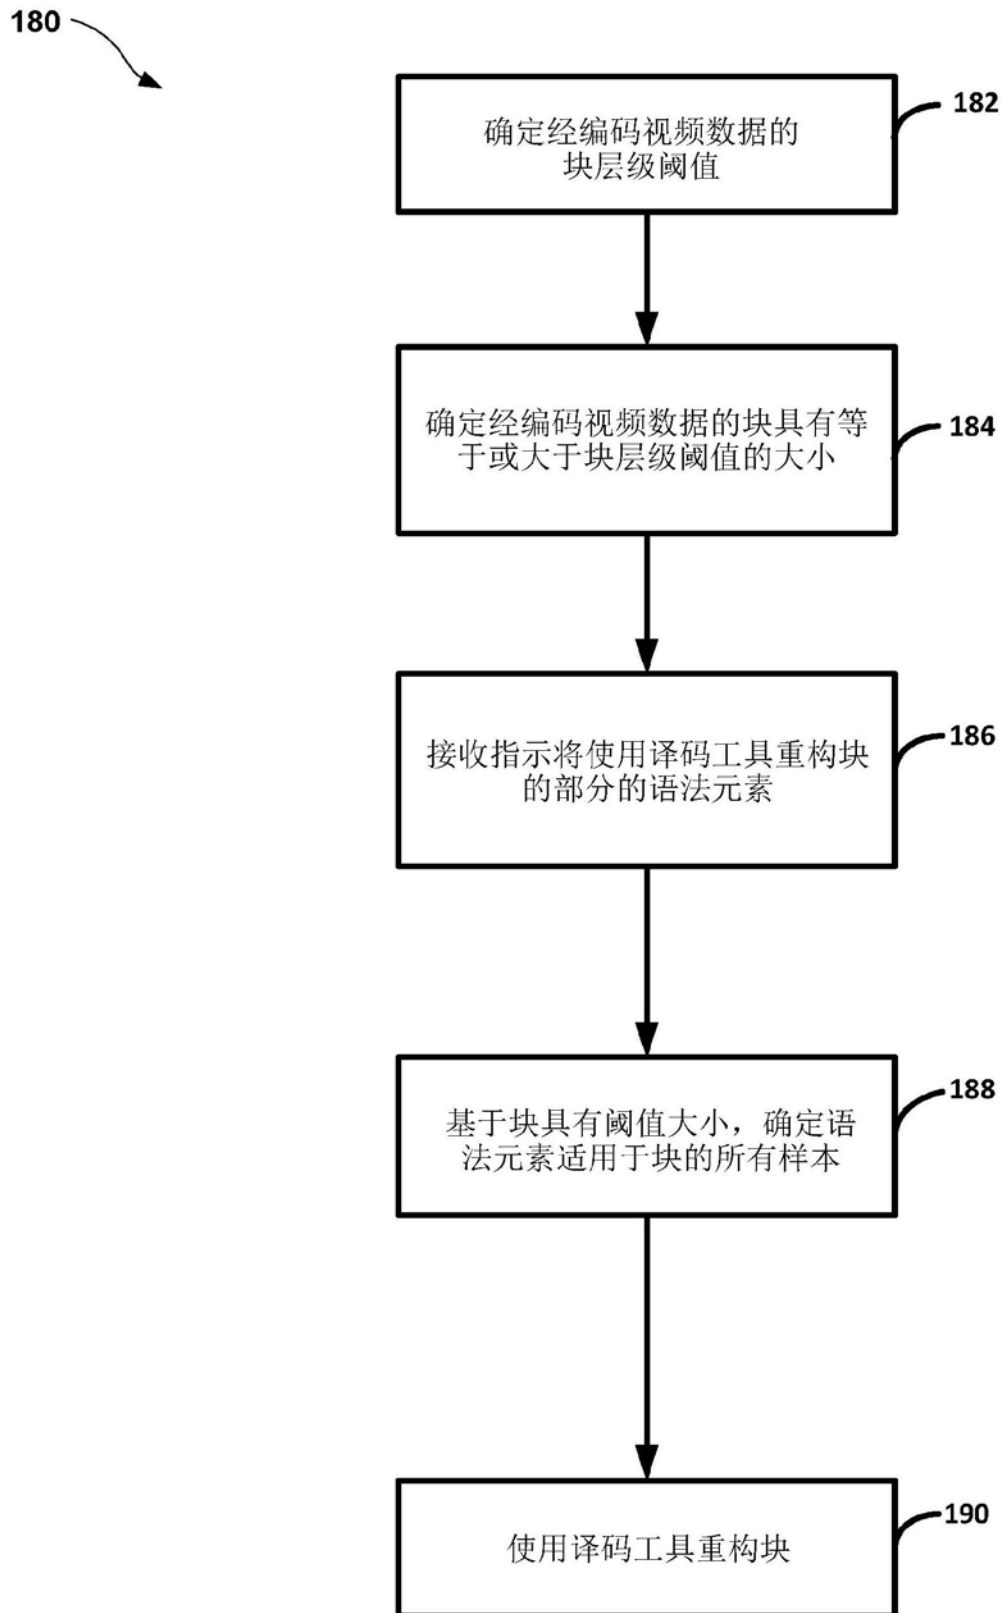 180
182
确定经编码视频数据的
块层级阈值
184
确定经编码视频数据的块具有等
于或大于块层级阈值的大小
186
接收指示将使用译码工具重构块
的部分的语法元素
188
基于块具有阈值大小，确定语
法元素适用于块的所有样本
190
使用译码工具重构块